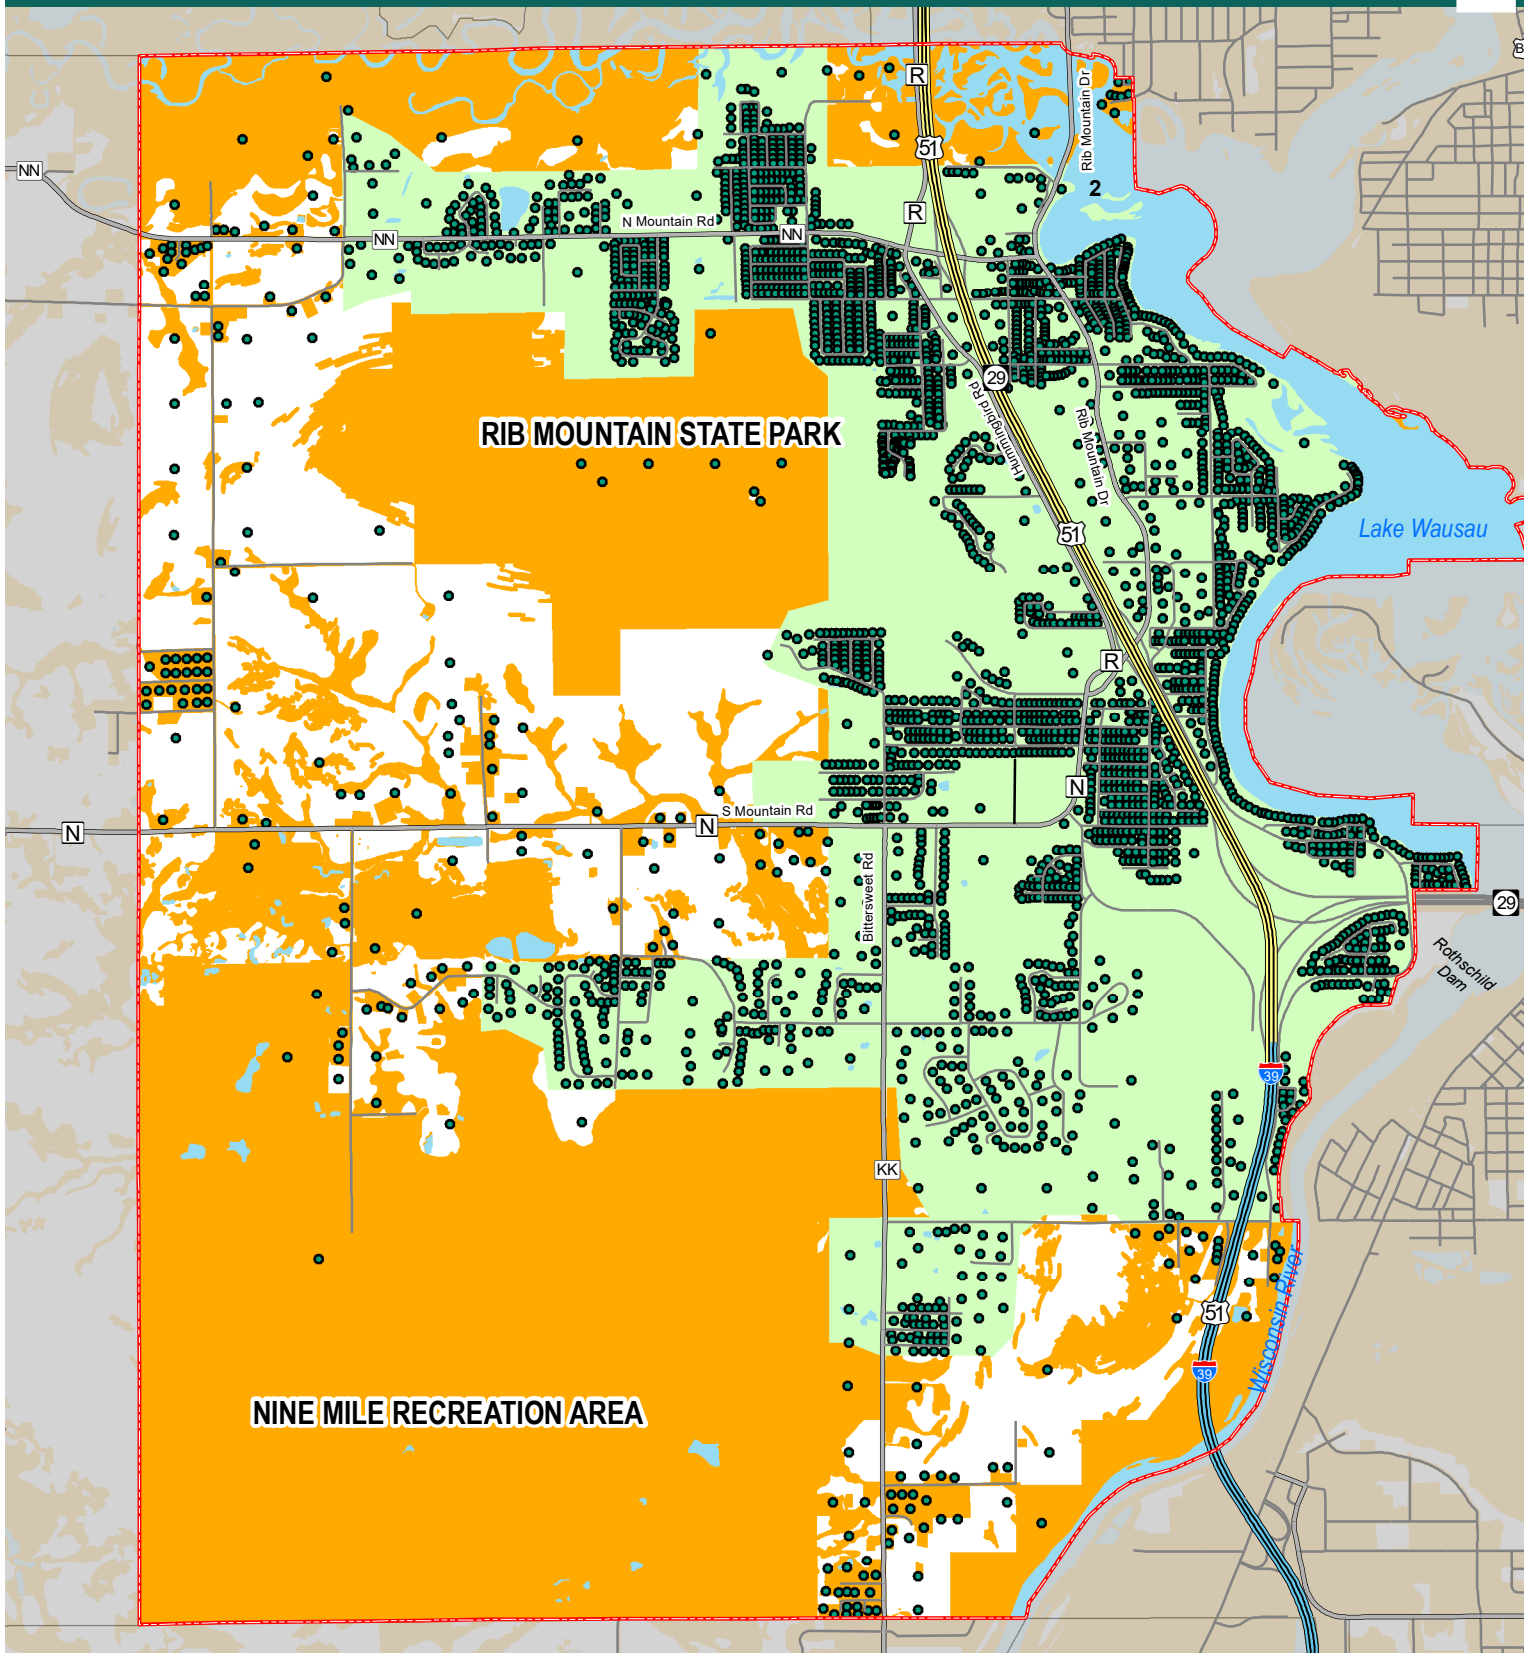 B
R
Rib Mountain Dr
51
NN
2
R
N Mountain Rd
NN
NN
29
Hummingbird Rd
Rib Mountain Dr
RIB MOUNTAIN STATE PARK
51
Lake Wausau
R
N
S Mountain Rd
N
N
Bittersweet Rd
29
Rothschild
Dam
39
KK
51
Wisconsin River
39
NINE MILE RECREATION AREA